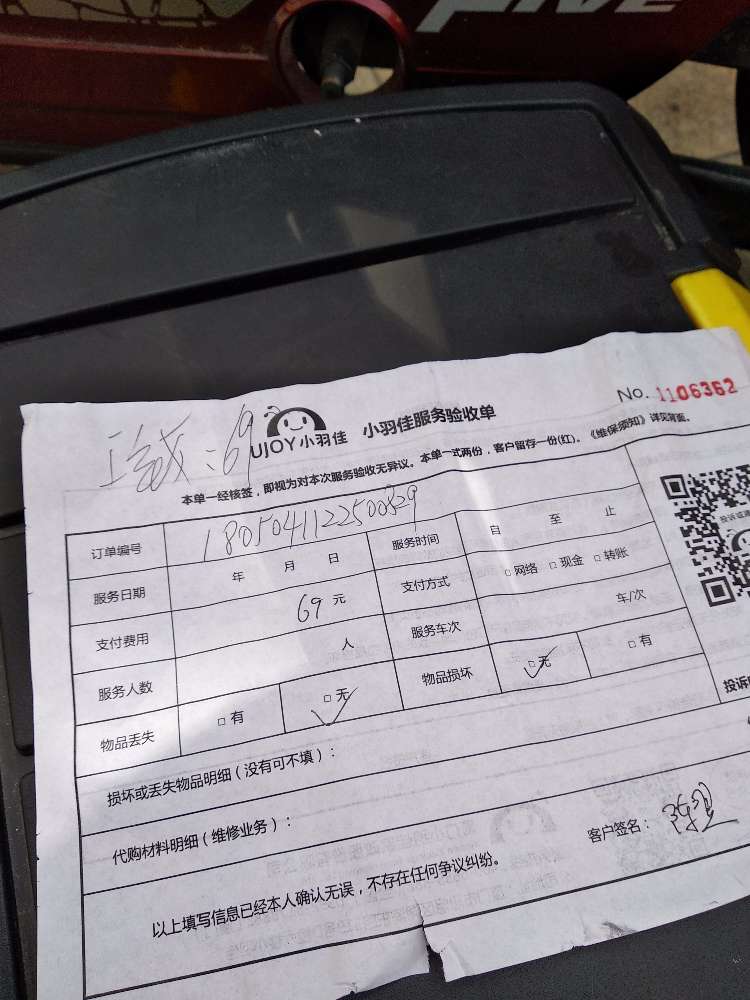 FIVE
No. 1106362
UJOY小羽佳 小羽佳服务验收单
:69
本单一经核签，即视为对本次服务验收无异议。本单一式两份，客户留存一份(红)。《维保须知》详见背面。
订单编号 1805041122500829 服务时间 自 至 止
服务日期 年 月 日 支付方式 □网络 □现金 □转账
支付费用 69元 服务车次 车/次
服务人数 人 物品损坏 □无 □有
物品丢失 □有 □无
投诉或
投诉
损坏或丢失物品明细（没有可不填）：
代购材料明细（维修业务）：
客户签名：
以上填写信息已经本人确认无误，不存在任何争议纠纷。